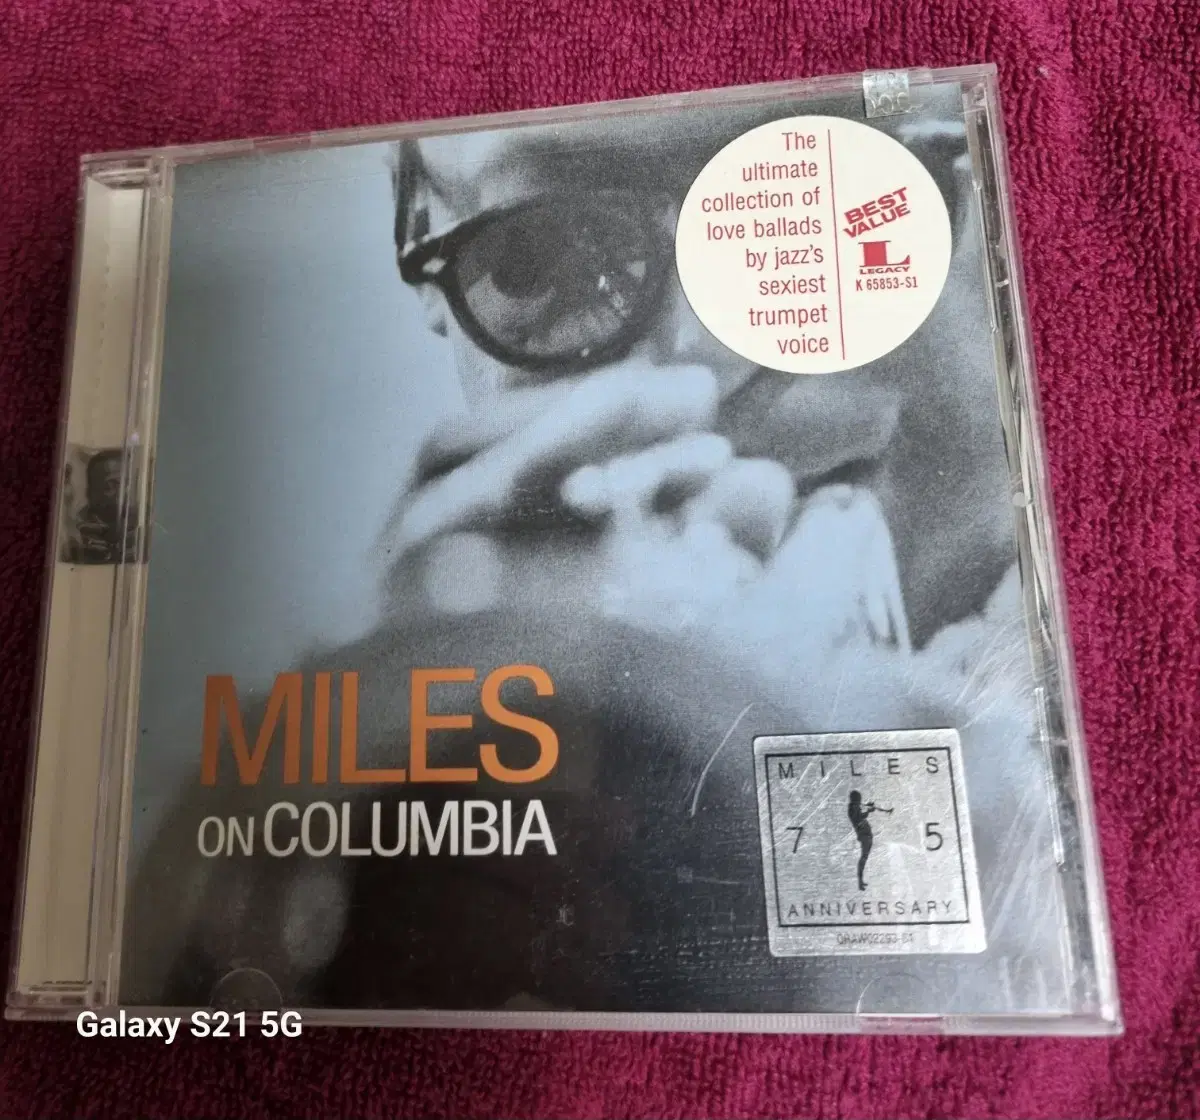 The
ultimate
collection of
love ballads
by jazz's
sexiest
trumpet
voice
BEST
VALUE
L
LEGACY
K 65853-S1
MILES
ON COLUMBIA
MILES
7 5
ANNIVERSARY
Galaxy S21 5G